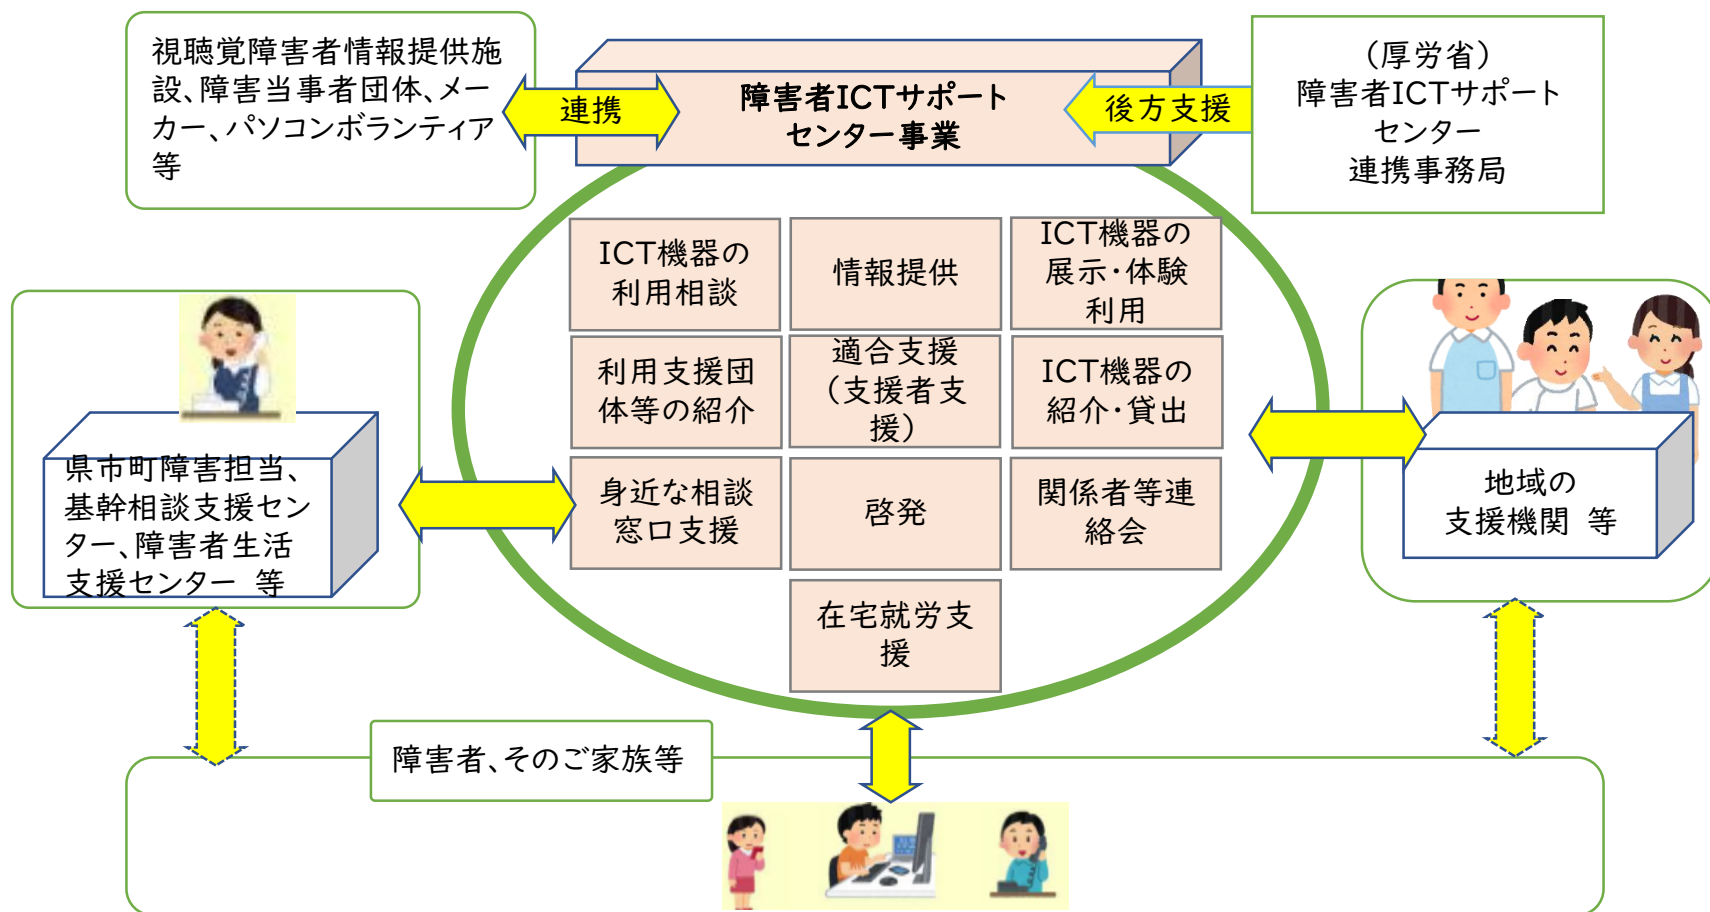 視聴覚障害者情報提供施
設、障害当事者団体、メー
カー、パソコンボランティア
等
連携
障害者ICTサポート
センター事業
後方支援
（厚労省）
障害者ICTサポート
センター
連携事務局
ICT機器の
利用相談
情報提供
ICT機器の
展示・体験
利用
利用支援団
体等の紹介
適合支援
（支援者支
援）
ICT機器の
紹介・貸出
身近な相談
窓口支援
啓発
関係者等連
絡会
在宅就労支
援
県市町障害担当、
基幹相談支援セン
ター、障害者生活
支援センター 等
地域の
支援機関 等
障害者、そのご家族等